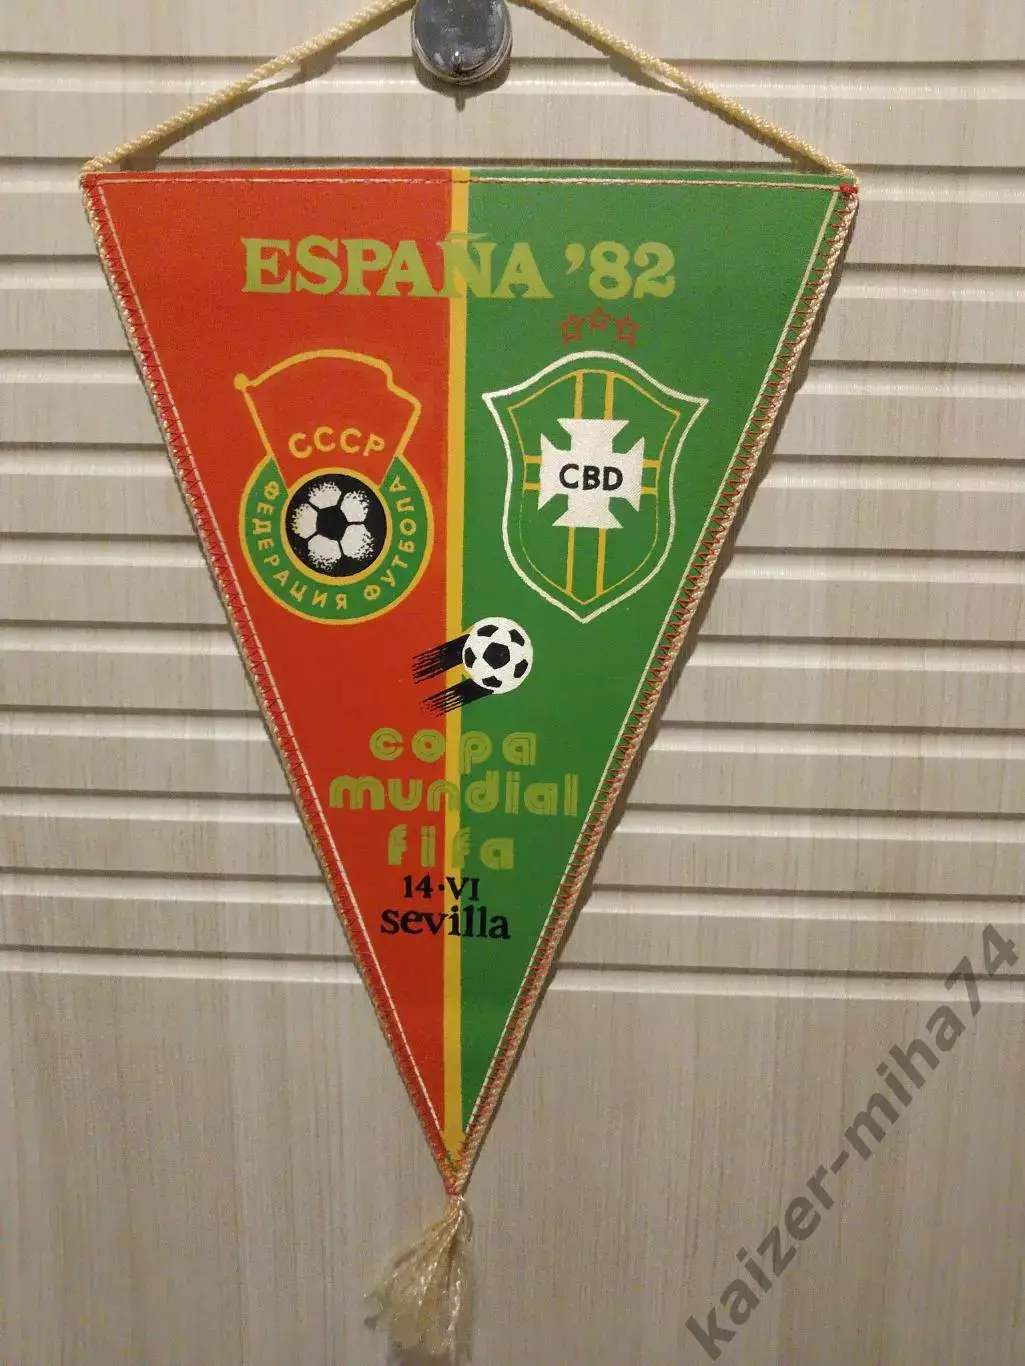 ESPAÑA '82
СССР
ФЕДЕРАЦИЯ ФУТБОЛА
CBD
copa
mundial
fifa
14·VI
sevilla
kaizer-miha74